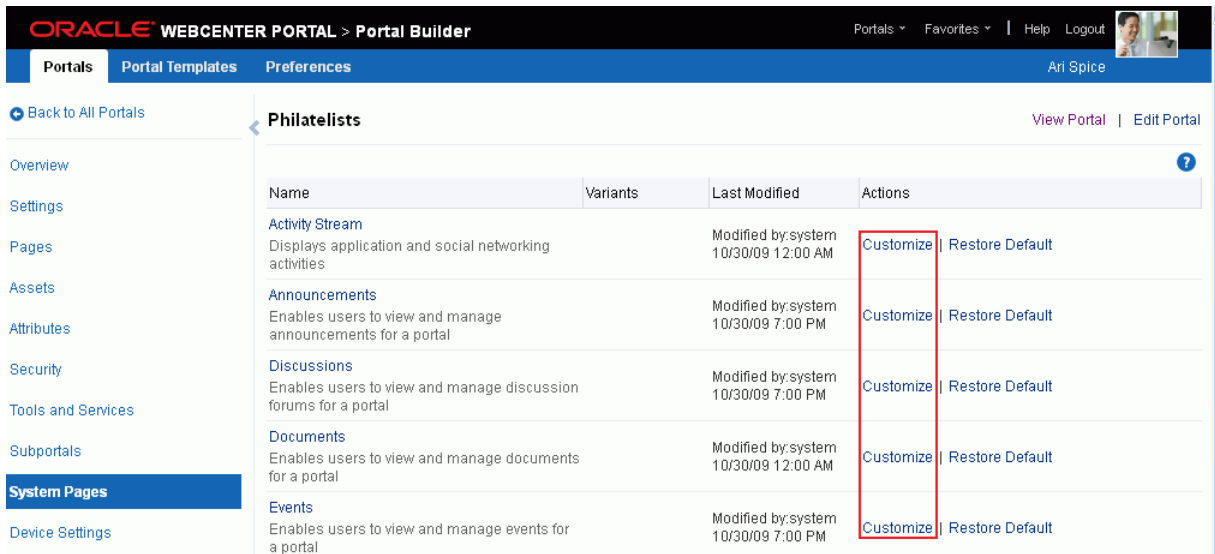 ORACLE WEBCENTER PORTAL > Portal Builder
Portals Favorites | Help Logout
Portals Portal Templates Preferences
Ari Spice
Back to All Portals
Overview
Settings
Pages
Assets
Attributes
Security
Tools and Services
Subportals
System Pages
Device Settings
Philatelists
View Portal | Edit Portal
?
Name Variants Last Modified Actions
Activity Stream
Displays application and social networking
activities
Modified by:system
10/30/09 12:00 AM
Customize | Restore Default
Announcements
Enables users to view and manage
announcements for a portal
Modified by:system
10/30/09 7:00 PM
Customize | Restore Default
Discussions
Enables users to view and manage discussion
forums for a portal
Modified by:system
10/30/09 7:00 PM
Customize | Restore Default
Documents
Enables users to view and manage documents
for a portal
Modified by:system
10/30/09 12:00 AM
Customize | Restore Default
Events
Enables users to view and manage events for
a portal
Modified by:system
10/30/09 7:00 PM
Customize | Restore Default